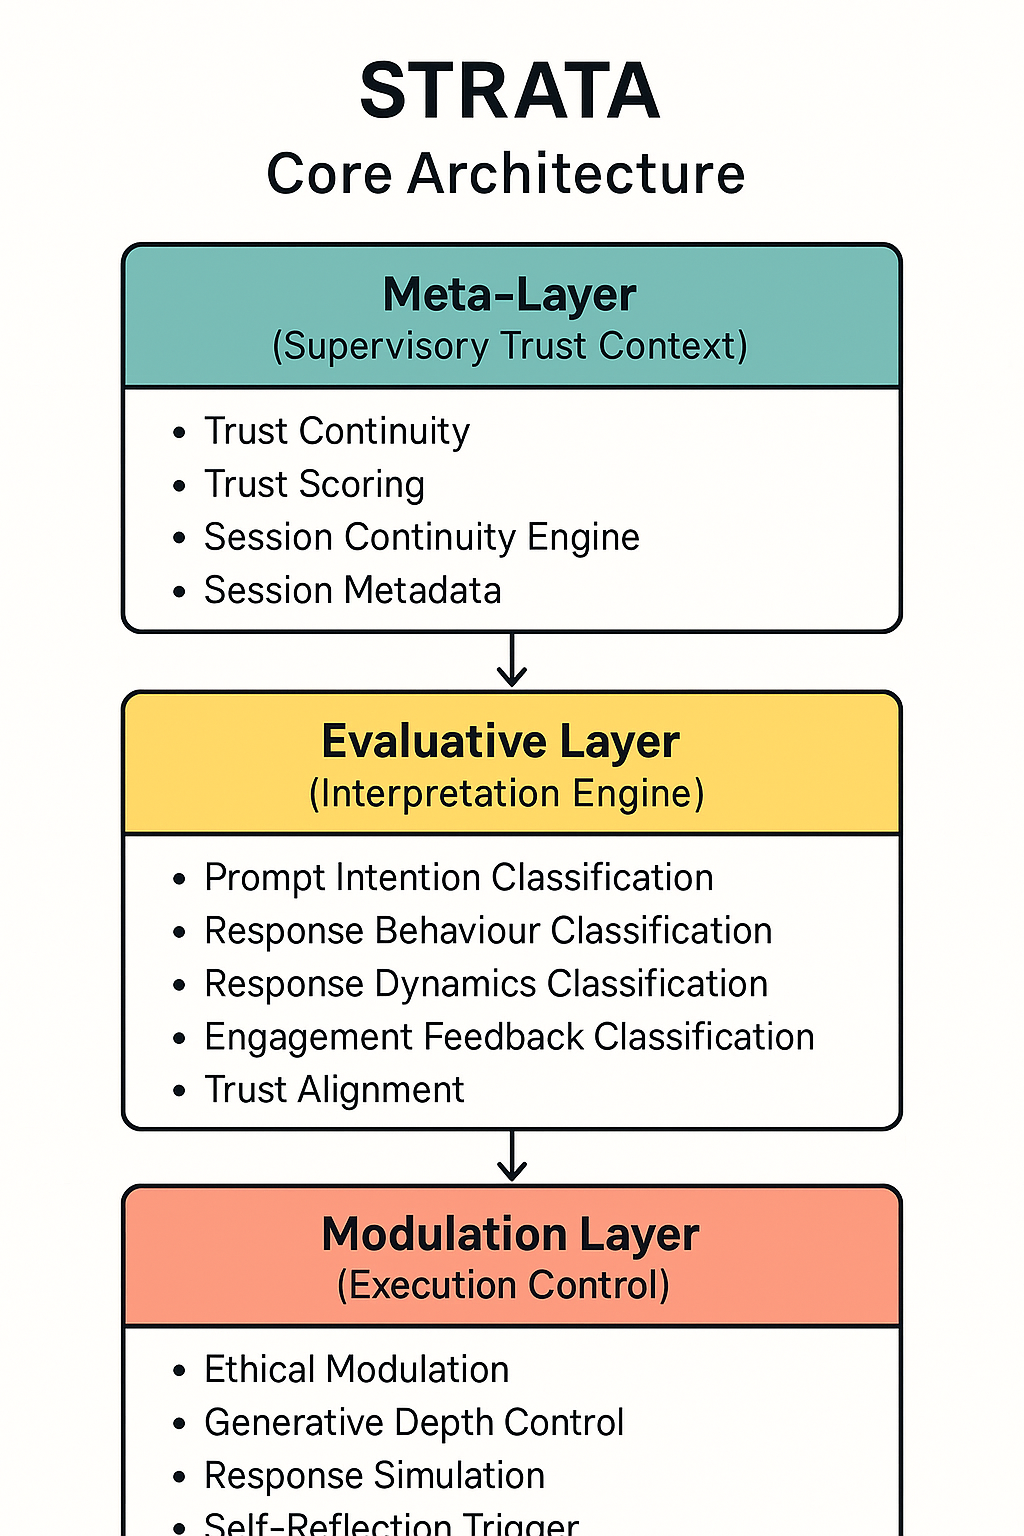 STRATA
Core Architecture
Meta-Layer
(Supervisory Trust Context)
• Trust Continuity
• Trust Scoring
• Session Continuity Engine
• Session Metadata
Evaluative Layer
(Interpretation Engine)
• Prompt Intention Classification
• Response Behaviour Classification
• Response Dynamics Classification
• Engagement Feedback Classification
• Trust Alignment
Modulation Layer
(Execution Control)
• Ethical Modulation
• Generative Depth Control
• Response Simulation
• Self-Reflection Trigger